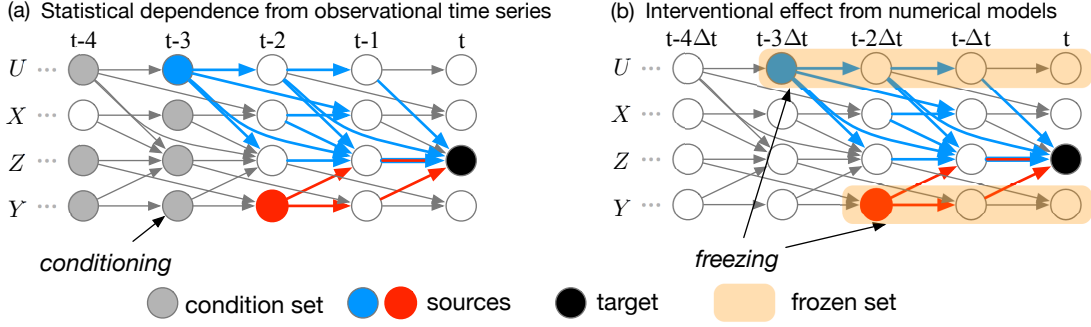 (a) Statistical dependence from observational time series
t-4 t-3 t-2 t-1 t
U ...
X ...
Z ...
Y ...
conditioning
(b) Interventional effect from numerical models
t-4Δt t-3Δt t-2Δt t-Δt t
U ...
X ...
Z ...
Y ...
freezing
condition set sources target frozen set